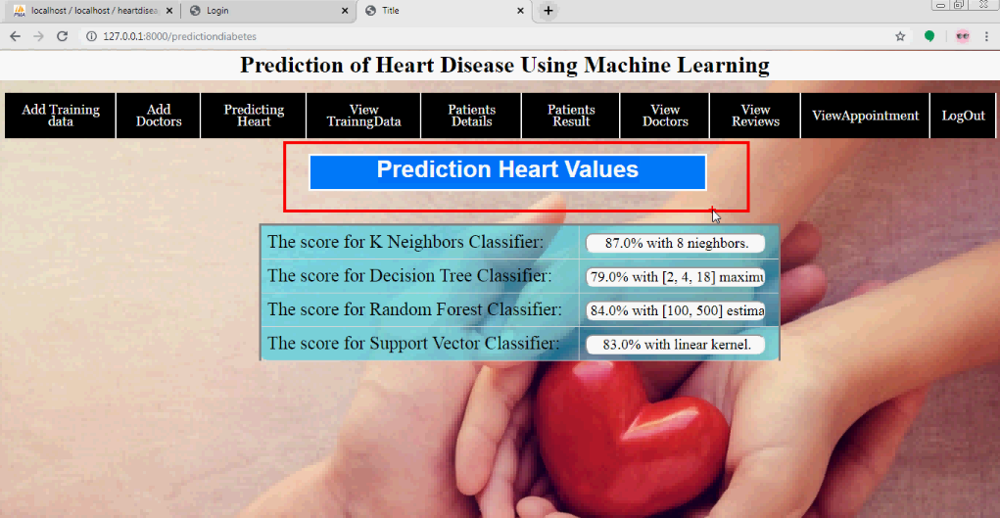 localhost / localhost / heartdisea
Login
Title
127.0.0.1:8000/predictiondiabetes
Prediction of Heart Disease Using Machine Learning
Add Training
data
Add
Doctors
Predicting
Heart
View
TrainngData
Patients
Details
Patients
Result
View
Doctors
View
Reviews
ViewAppointment
LogOut
Prediction Heart Values
The score for K Neighbors Classifier: 87.0% with 8 nieghbors.
The score for Decision Tree Classifier: 79.0% with [2, 4, 18] maximu
The score for Random Forest Classifier: 84.0% with [100, 500] estima
The score for Support Vector Classifier: 83.0% with linear kernel.